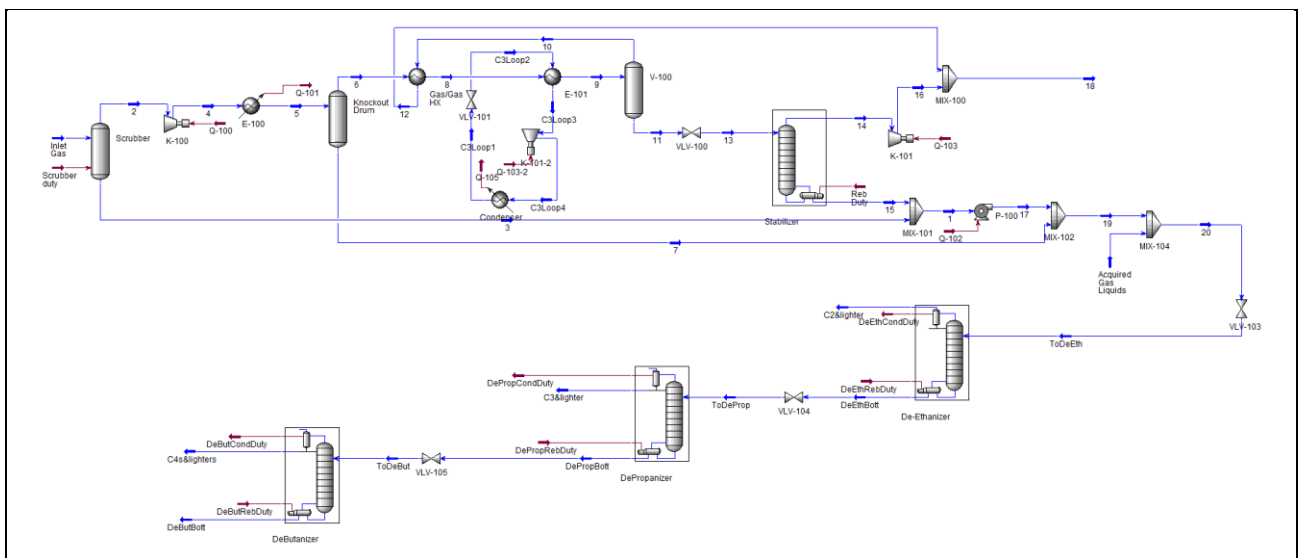 10
C3Loop2
2
4
Q-101
6
8
9
V-100
16
MIX-100
18
Scrubber
K-100
Q-100
E-100
5
Knockout
Drum
12
Gas/Gas
HX
VLV-101
E-101
C3Loop3
11
VLV-100
13
14
K-101
Q-103
Inlet
Gas
Scrubber
duty
C3Loop1
K-101-2
Q-103-2
Q-105
C3Loop4
Condenser
3
Stabilizer
Reb
Duty
15
MIX-101
1
P-100
17
Q-102
MIX-102
19
MIX-104
20
7
Acquired
Gas
Liquids
VLV-103
C2&lighter
DeEthCondDuty
ToDeEth
DeEthRebDuty
DeEthBott
De-Ethanizer
DePropCondDuty
C3&lighter
ToDeProp
VLV-104
DePropRebDuty
DePropBott
DePropanizer
DeButCondDuty
C4s&lighters
ToDeBut
VLV-105
DeButRebDuty
DeButBott
DeButanizer